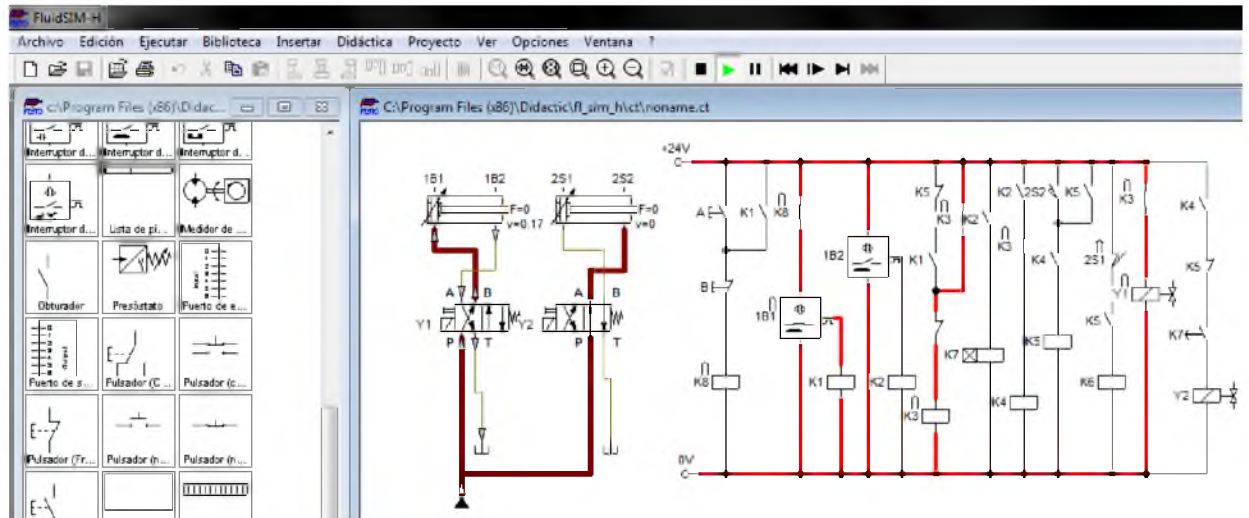 FluidSIM-H
Archivo Edición Ejecutar Biblioteca Insertar Didáctica Proyecto Ver Opciones Ventana ?
C:\Program Files (x86)\Didac...
Interruptor d... Interruptor d... Interruptor d...
Interruptor d... Lista de pi... Medidor de ...
Obturador Presóstato Puerto de e...
Puerto de s... Pulsador (C... Pulsador (c...
Pulsador (Fr... Pulsador (n... Pulsador (n...
C:\Program Files (x86)\Didactic\fl_sim_h\ct\noname.ct
1B1 1B2 2S1 2S2
F=0 F=0
v=0.17 v=0
A B A B
Y1 Y2
P T P T
+24V
K5 K2 2S2 K5 K3
A K1 K8 K3 K2 K4
K3
1B2 K1 K4 2S1 K5
B Y1
1B1
K5
K7 K5 K7
K8 K1 K2 K6
K3 K4 Y2
0V